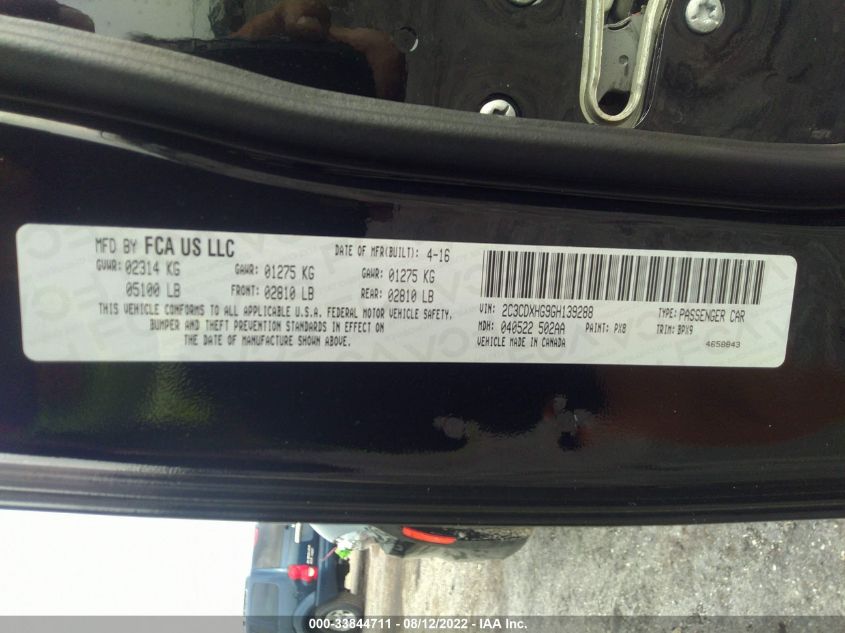 MFD BY FCA US LLC DATE OF MFR(BUILT): 4-16
GVWR: 02314 KG GAWR: 01275 KG GAWR: 01275 KG
05100 LB FRONT: 02810 LB REAR: 02810 LB
THIS VEHICLE CONFORMS TO ALL APPLICABLE U.S.A. FEDERAL MOTOR VEHICLE SAFETY,
BUMPER AND THEFT PREVENTION STANDARDS IN EFFECT ON
THE DATE OF MANUFACTURE SHOWN ABOVE.
VIN: 2C3CDXHG9GH139288 TYPE: PASSENGER CAR
MDH: 040522 502AA PAINT: PX8 TRIM: BPX9
VEHICLE MADE IN CANADA 4658843
000-33844711 - 08/12/2022 - IAA Inc.